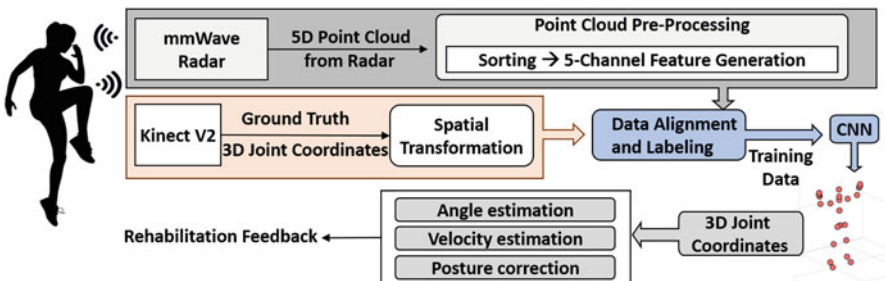 mmWave
Radar
5D Point Cloud
from Radar
Point Cloud Pre-Processing
Sorting → 5-Channel Feature Generation
Kinect V2
Ground Truth
3D Joint Coordinates
Spatial
Transformation
Data Alignment
and Labeling
Training
Data
CNN
Angle estimation
Velocity estimation
Posture correction
3D Joint
Coordinates
Rehabilitation Feedback